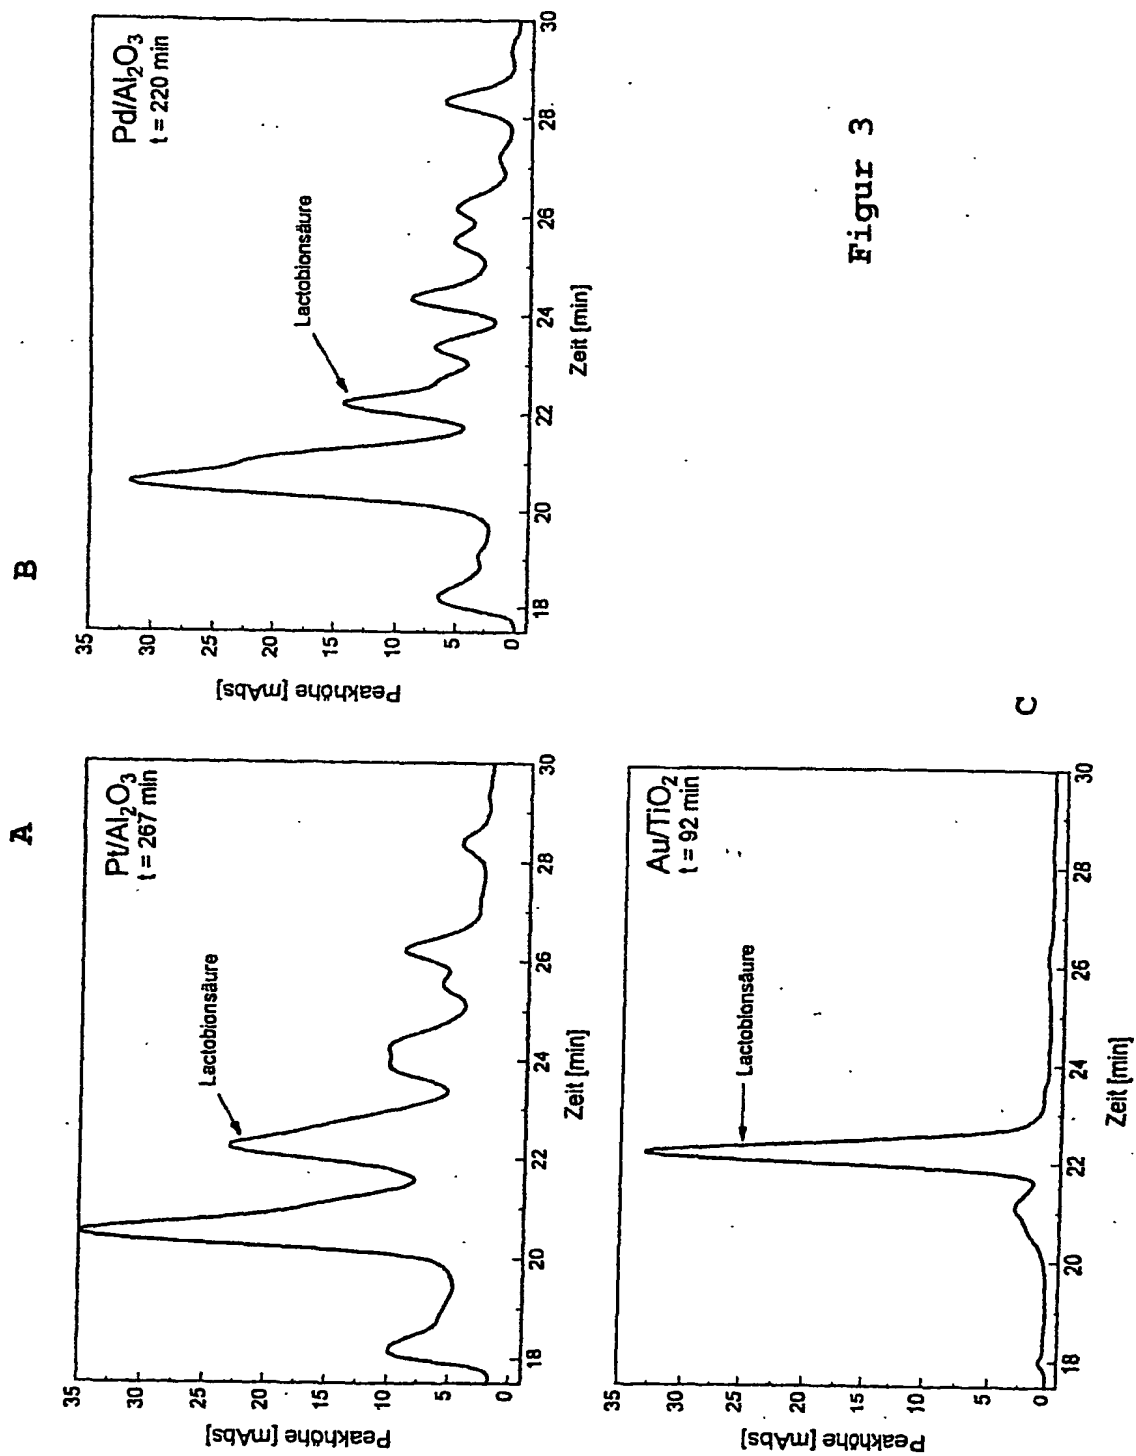 A
Pt/Al2O3
t = 267 min
Lactobionsäure
Peakhöhe [mAbs]
35
30
25
20
15
10
5
0
18
20
22
24
26
28
30
Zeit [min]
B
Pd/Al2O3
t = 220 min
Lactobionsäure
Peakhöhe [mAbs]
35
30
25
20
15
10
5
0
18
20
22
24
26
28
30
Zeit [min]
C
Au/TiO2
t = 92 min
Lactobionsäure
Peakhöhe [mAbs]
35
30
25
20
15
10
5
0
18
20
22
24
26
28
30
Zeit [min]
Figur 3